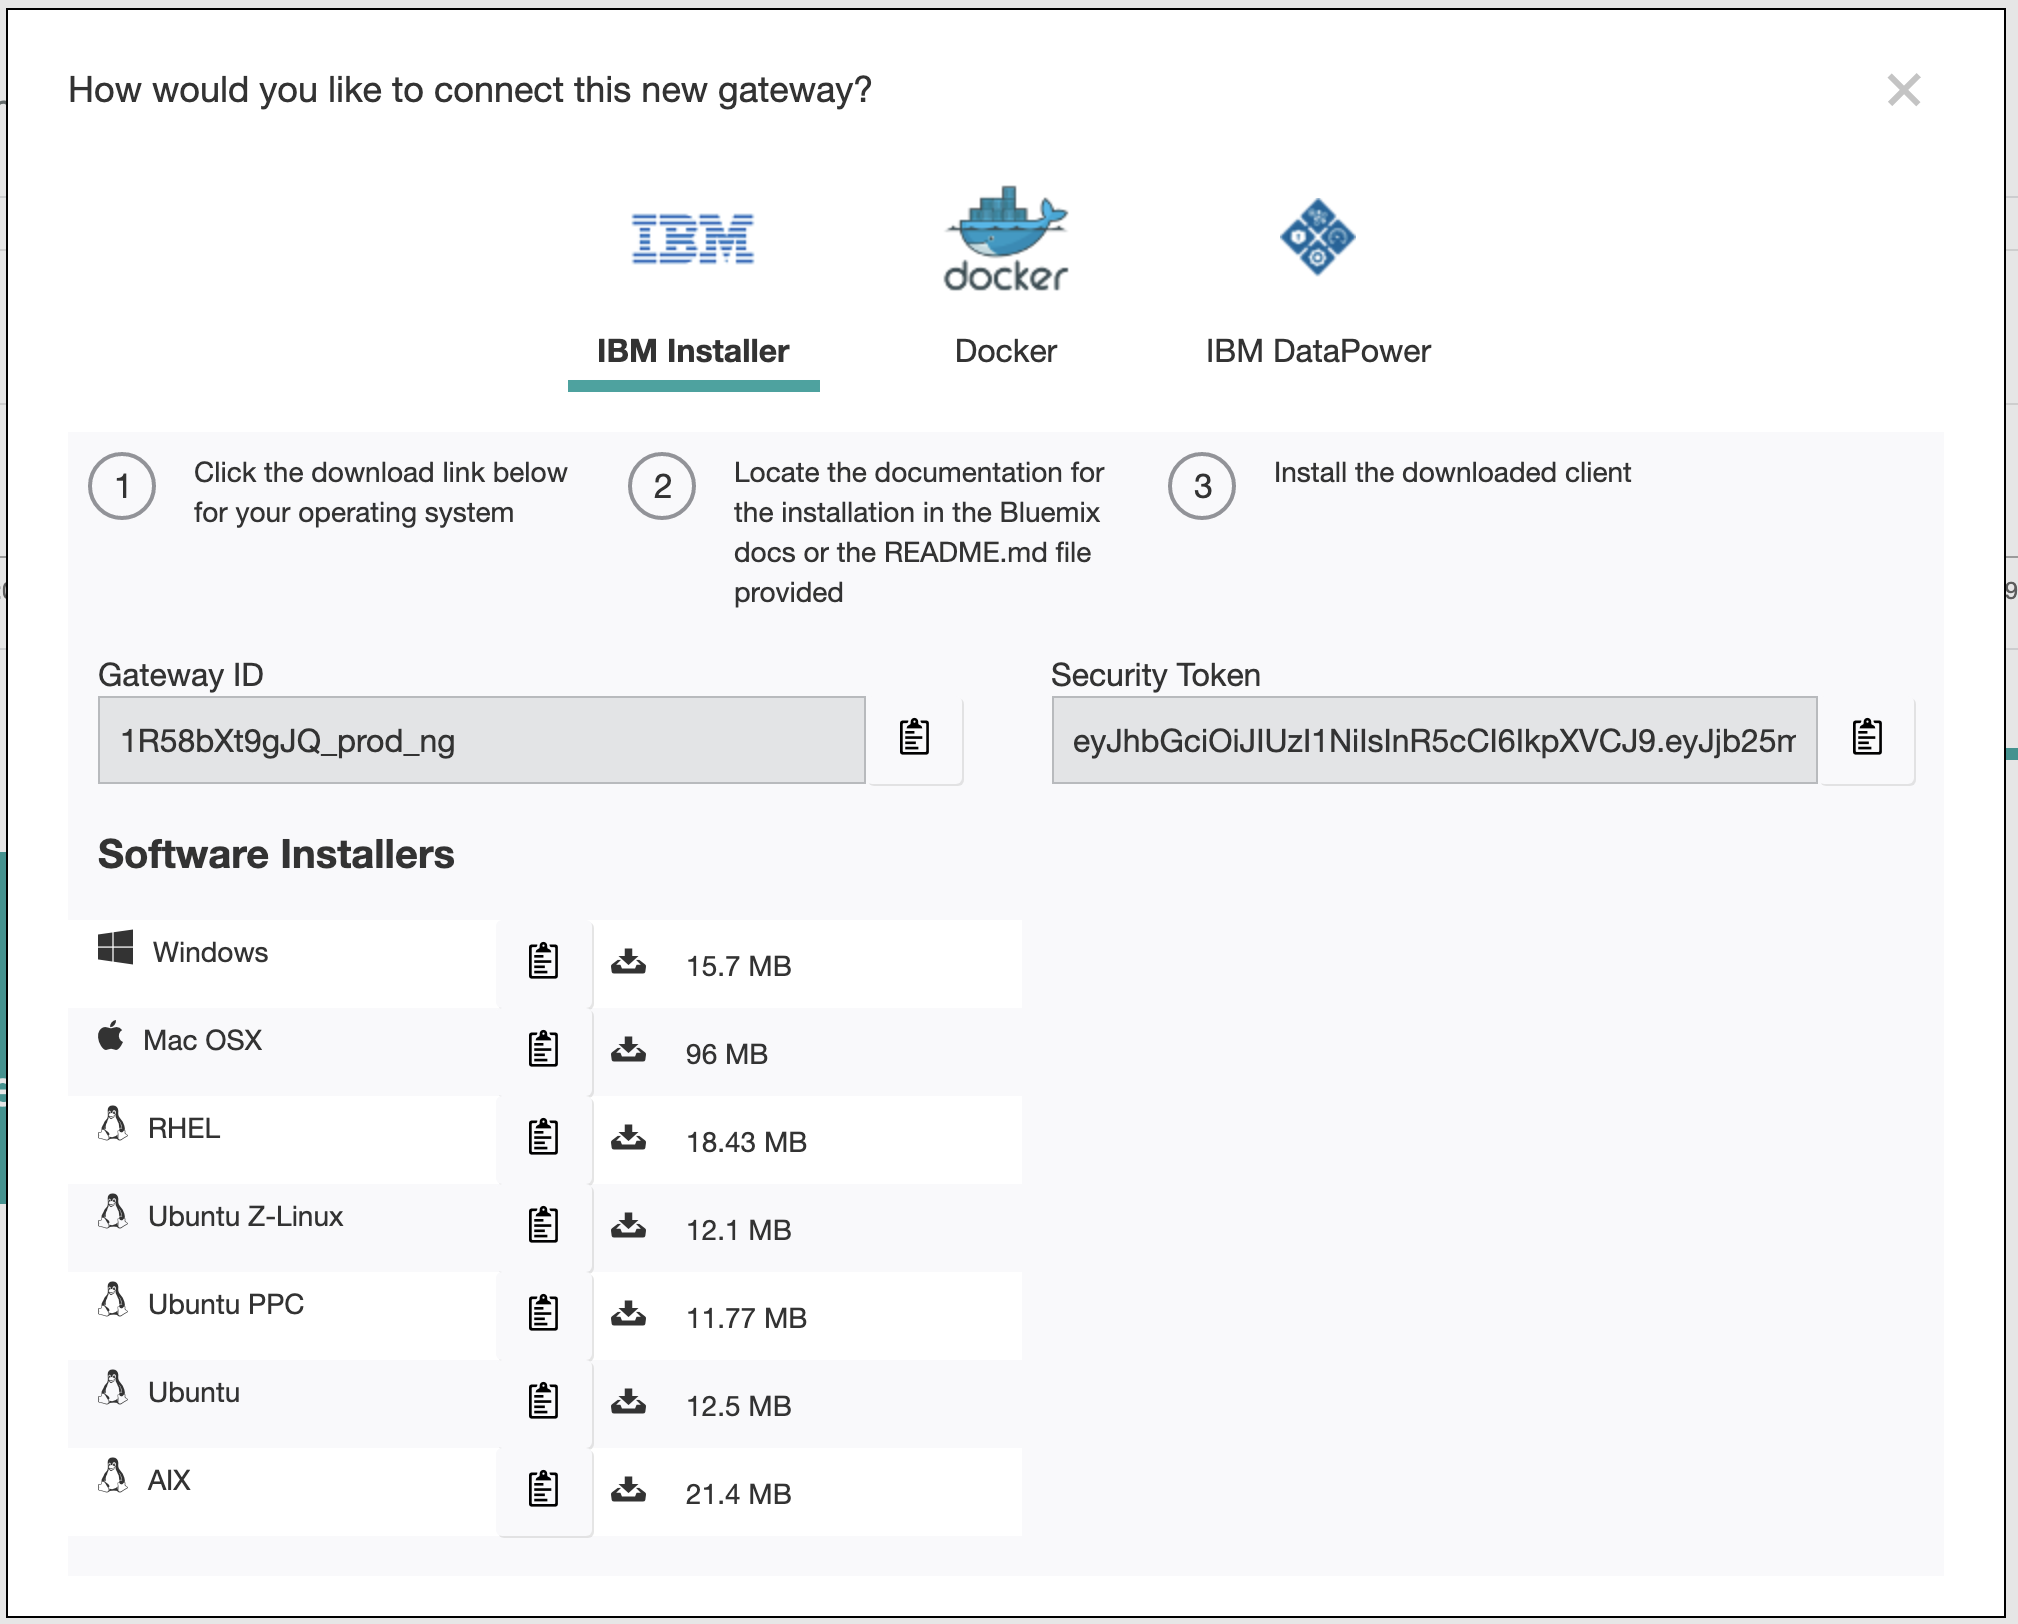 How would you like to connect this new gateway?
IBM
docker
IBM Installer
Docker
IBM DataPower
1
Click the download link below
for your operating system
2
Locate the documentation for
the installation in the Bluemix
docs or the README.md file
provided
3
Install the downloaded client
Gateway ID
1R58bXt9gJQ_prod_ng
Security Token
eyJhbGciOiJIUzI1NiIsInR5cCI6IkpXVCJ9.eyJjb25m
Software Installers
Windows
15.7 MB
Mac OSX
96 MB
RHEL
18.43 MB
Ubuntu Z-Linux
12.1 MB
Ubuntu PPC
11.77 MB
Ubuntu
12.5 MB
AIX
21.4 MB